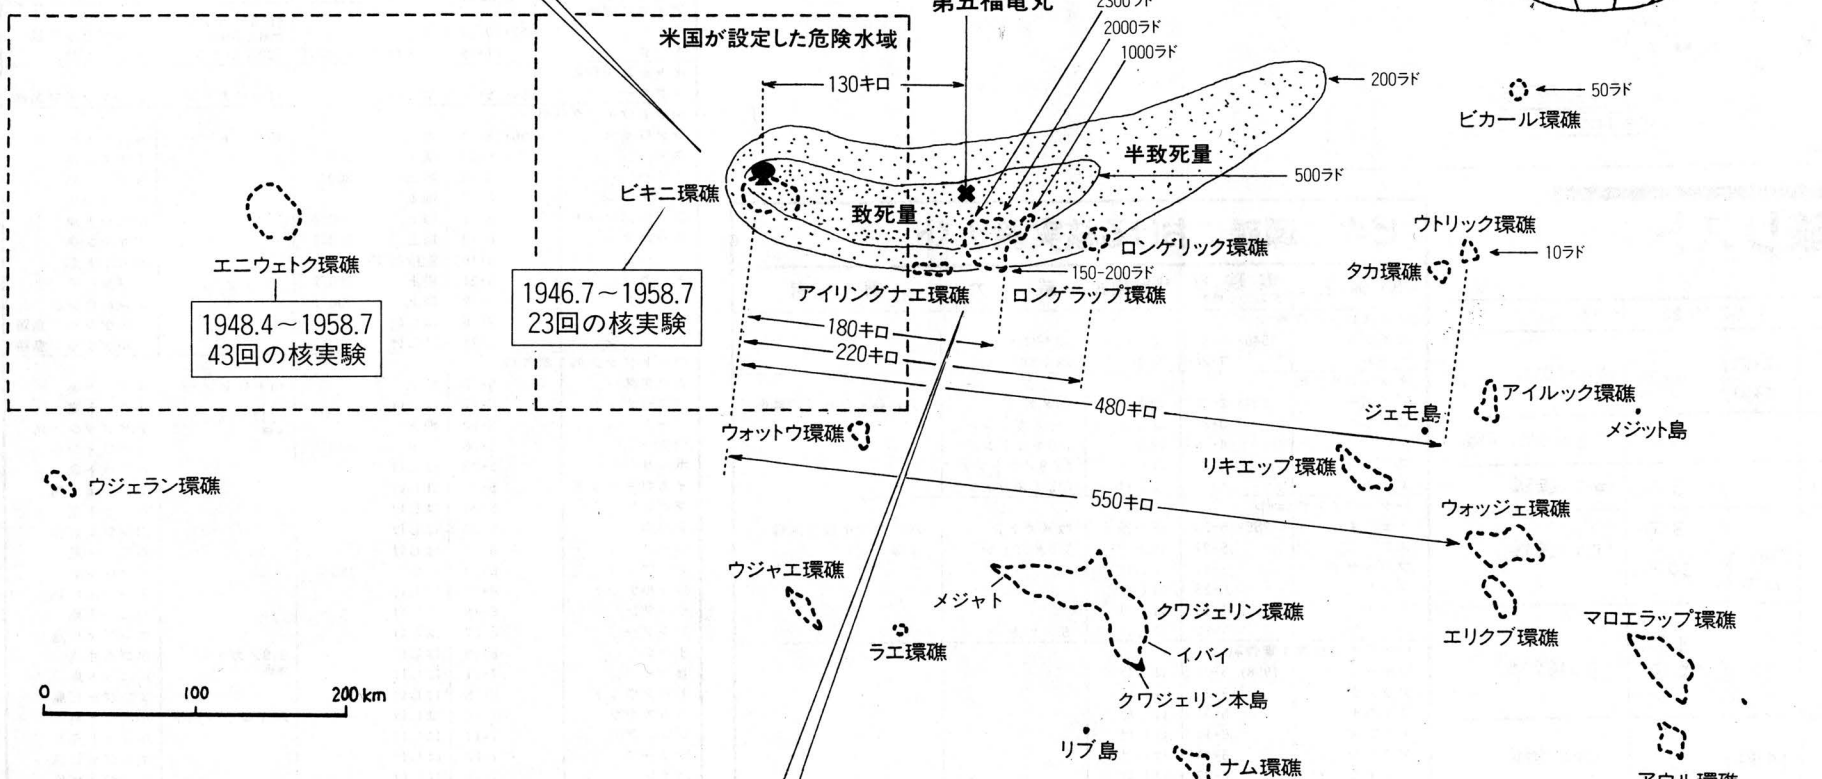 第五福竜丸
2300ラド
2000ラド
1000ラド
米国が設定した危険水域
130キロ
200ラド
50ラド
ビカール環礁
半致死量
500ラド
ビキニ環礁
致死量
ウトリック環礁
10ラド
タカ環礁
ロンゲリック環礁
150-200ラド
エニウェトク環礁
アイリングナエ環礁
ロンゲラップ環礁
1948.4～1958.7
43回の核実験
1946.7～1958.7
23回の核実験
180キロ
220キロ
480キロ
アイルック環礁
ジェモ島
メジット島
ウォットウ環礁
リキエップ環礁
ウジェラン環礁
550キロ
ウォッジェ環礁
ウジャエ環礁
メジャト
クワジェリン環礁
エリクブ環礁
マロエラップ環礁
ラエ環礁
イバイ
クワジェリン本島
0 100 200km
リブ島
ナム環礁